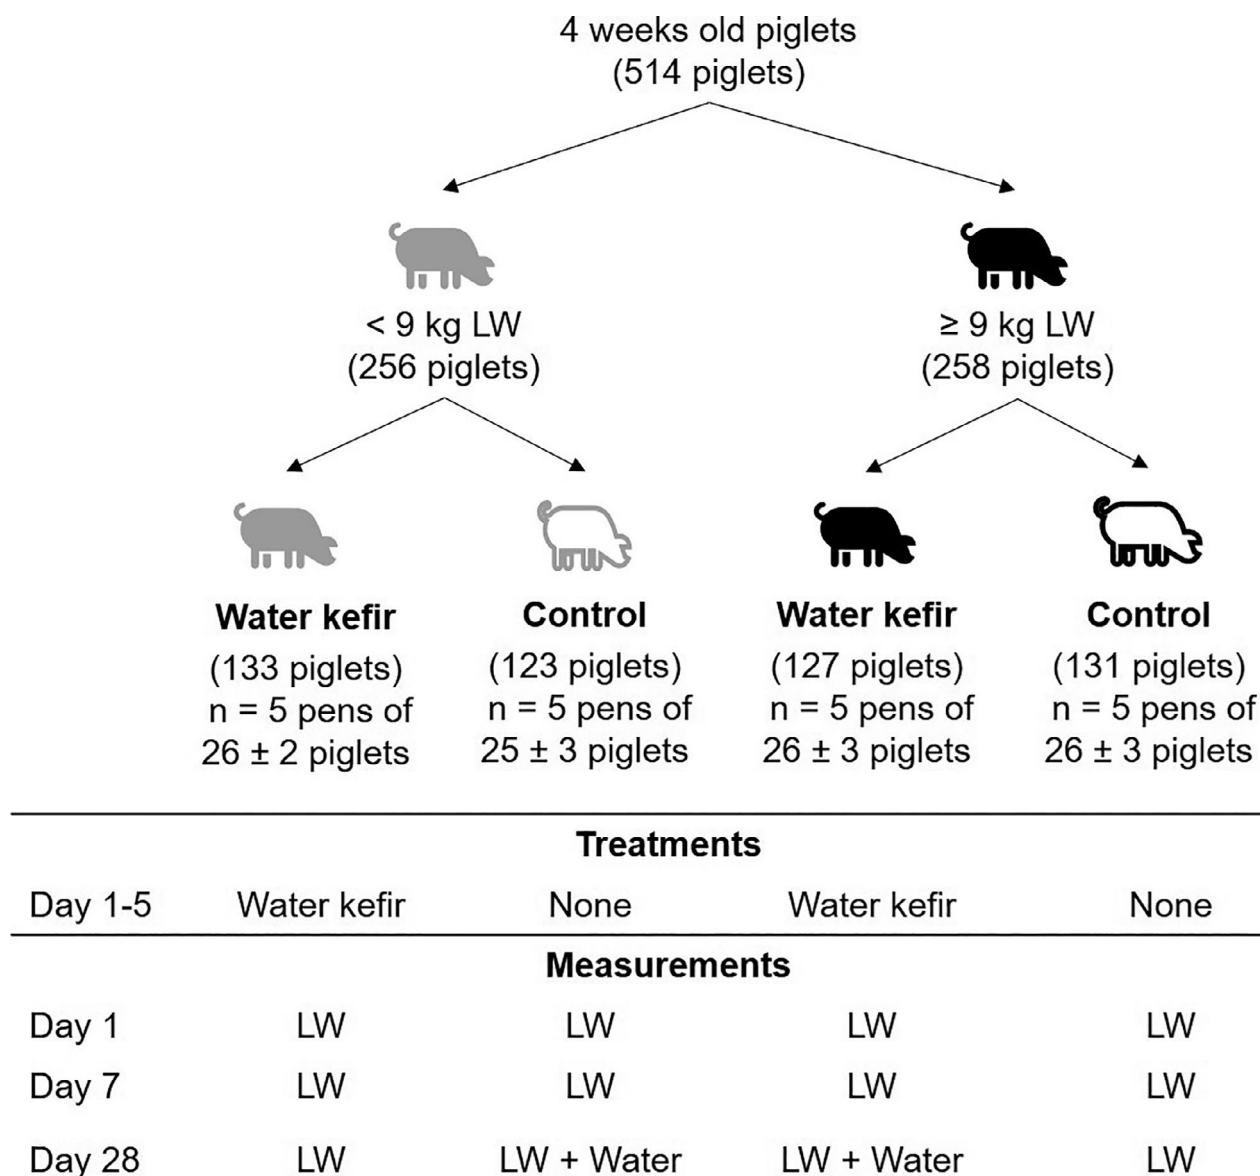 4 weeks old piglets
(514 piglets)
< 9 kg LW
(256 piglets)
≥ 9 kg LW
(258 piglets)
Water kefir
(133 piglets)
n = 5 pens of
26 ± 2 piglets
Control
(123 piglets)
n = 5 pens of
25 ± 3 piglets
Water kefir
(127 piglets)
n = 5 pens of
26 ± 3 piglets
Control
(131 piglets)
n = 5 pens of
26 ± 3 piglets
Treatments
Day 1-5 Water kefir None Water kefir None
Measurements
Day 1 LW LW LW LW
Day 7 LW LW LW LW
Day 28 LW LW + Water LW + Water LW